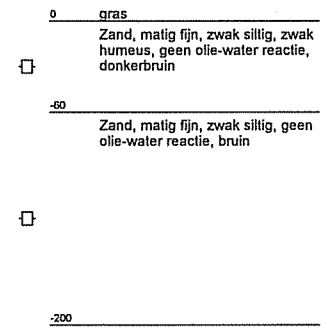 0 gras
Zand, matig fijn, zwak siltig, zwak
humeus, geen olie-water reactie,
donkerbruin
-60
Zand, matig fijn, zwak siltig, geen
olie-water reactie, bruin
-200